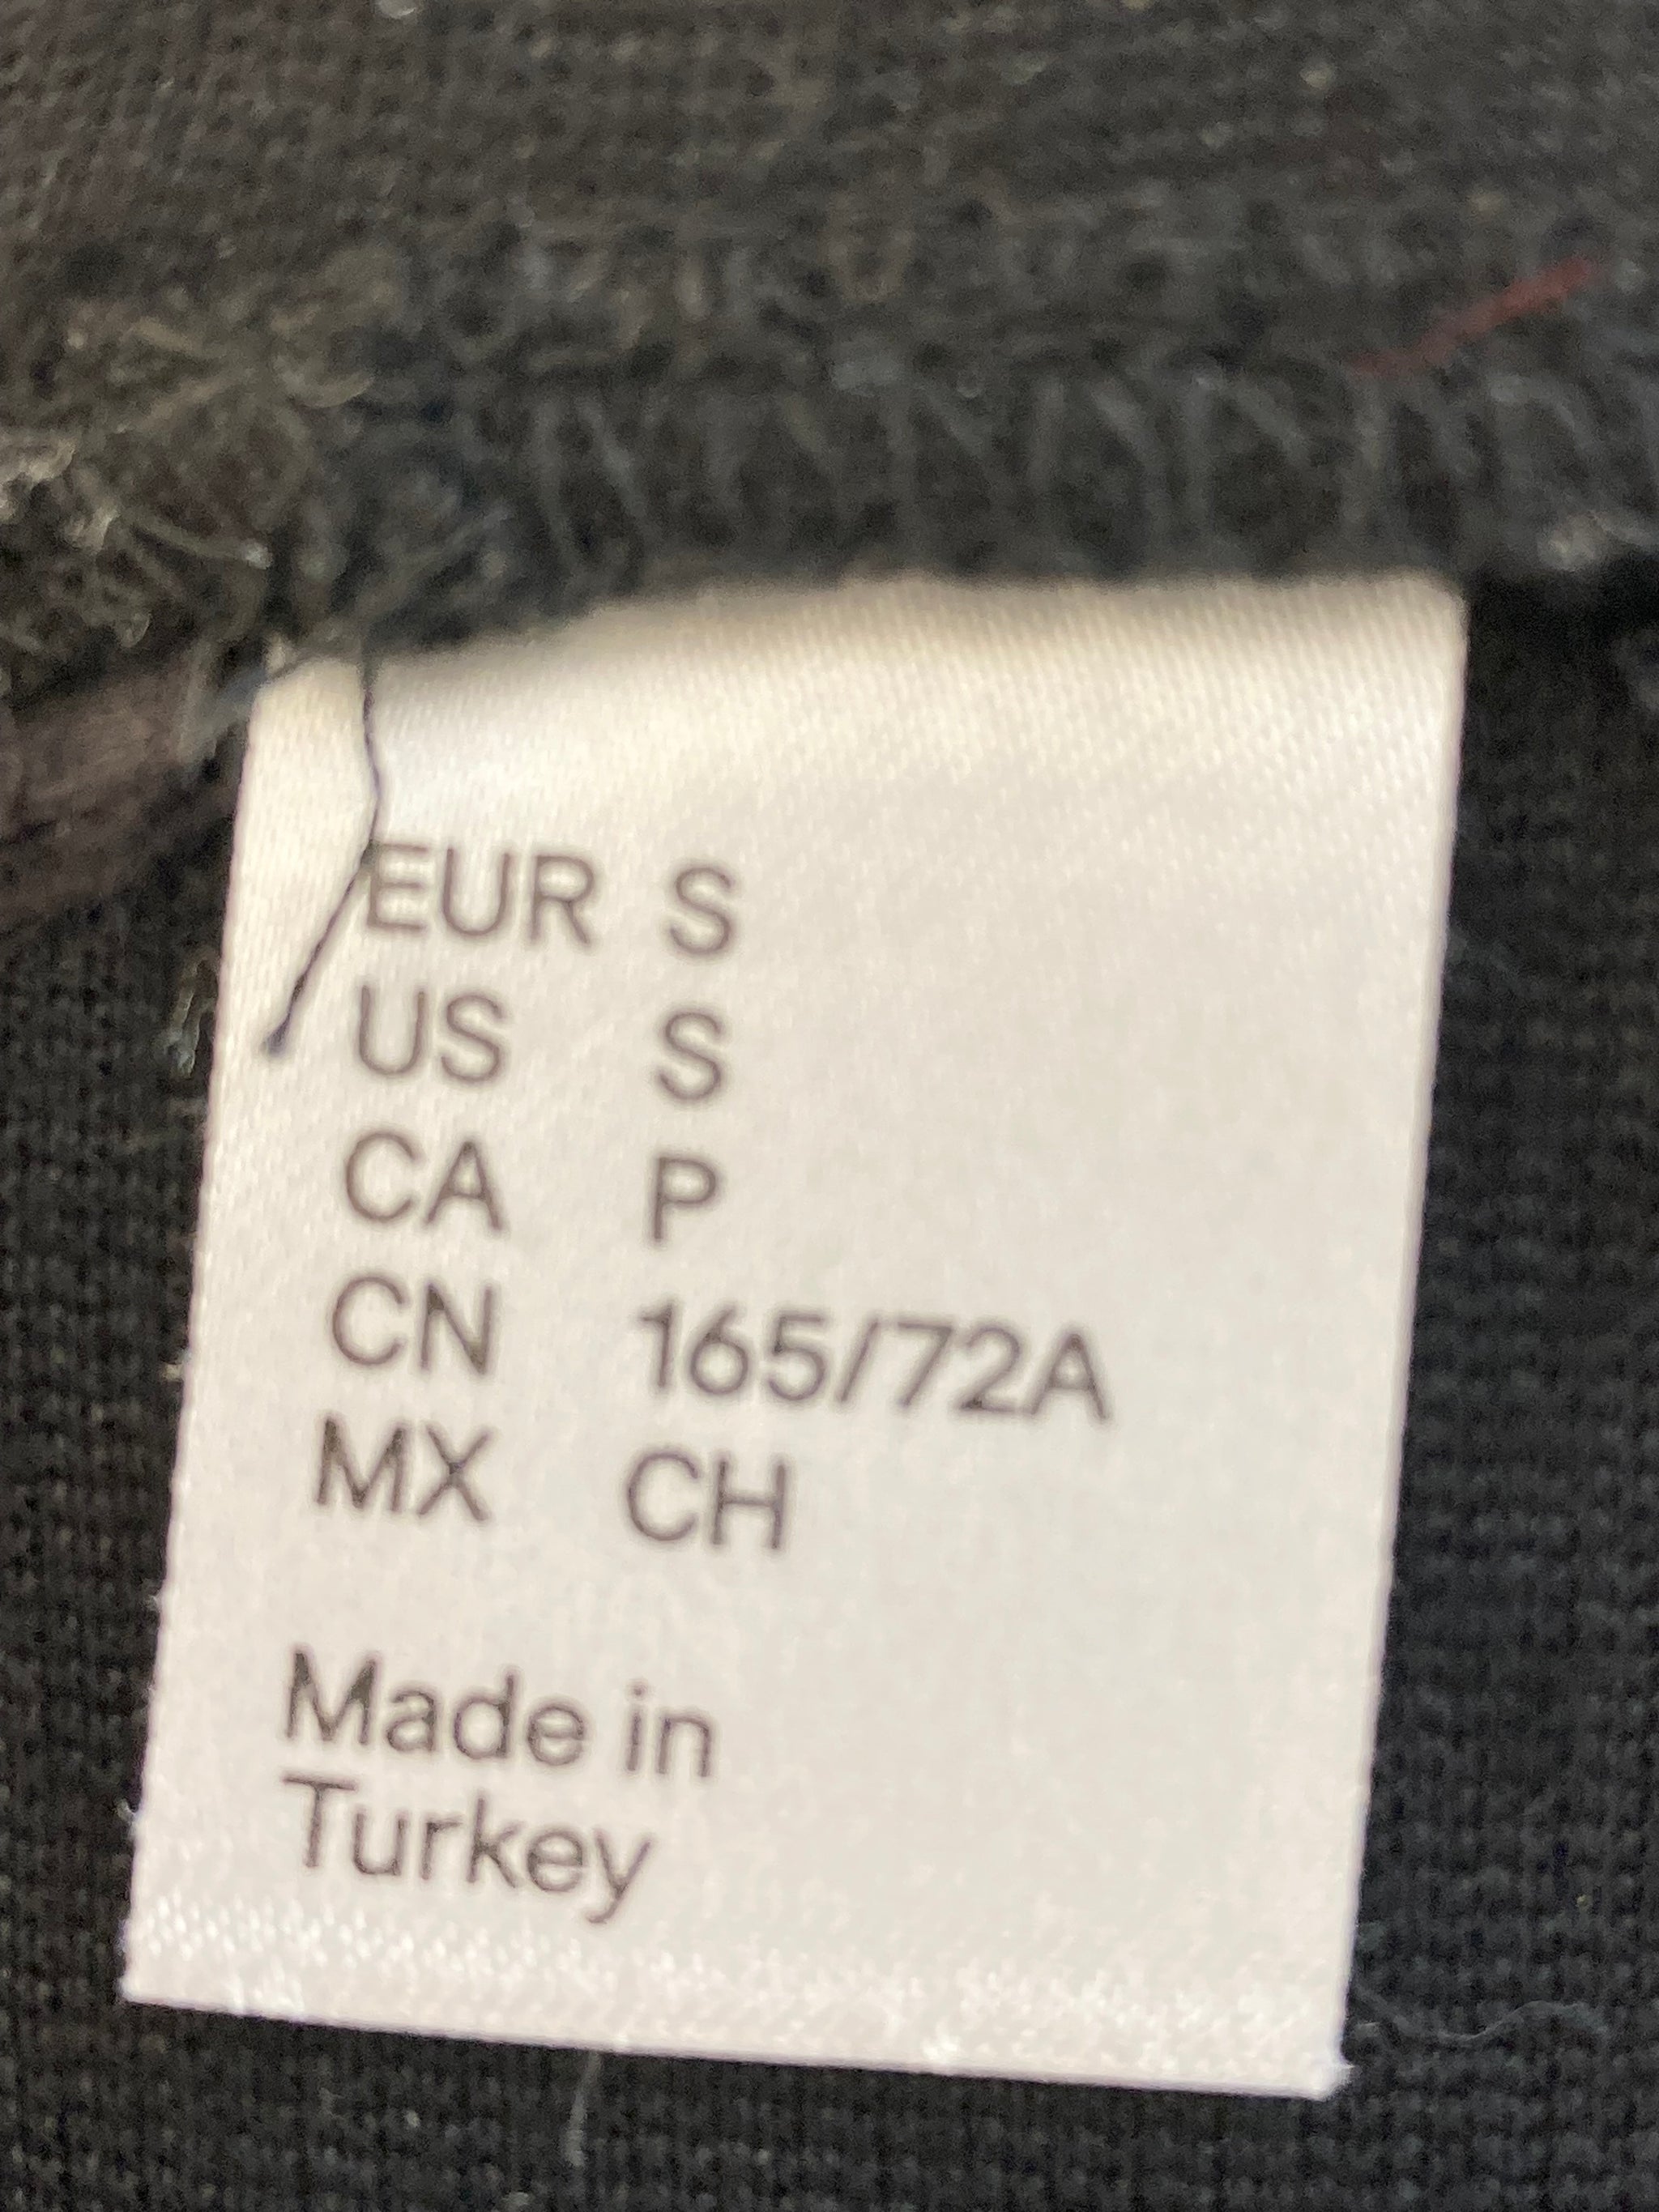 EUR S
US S
CA P
CN 165/72A
MX CH
Made in
Turkey